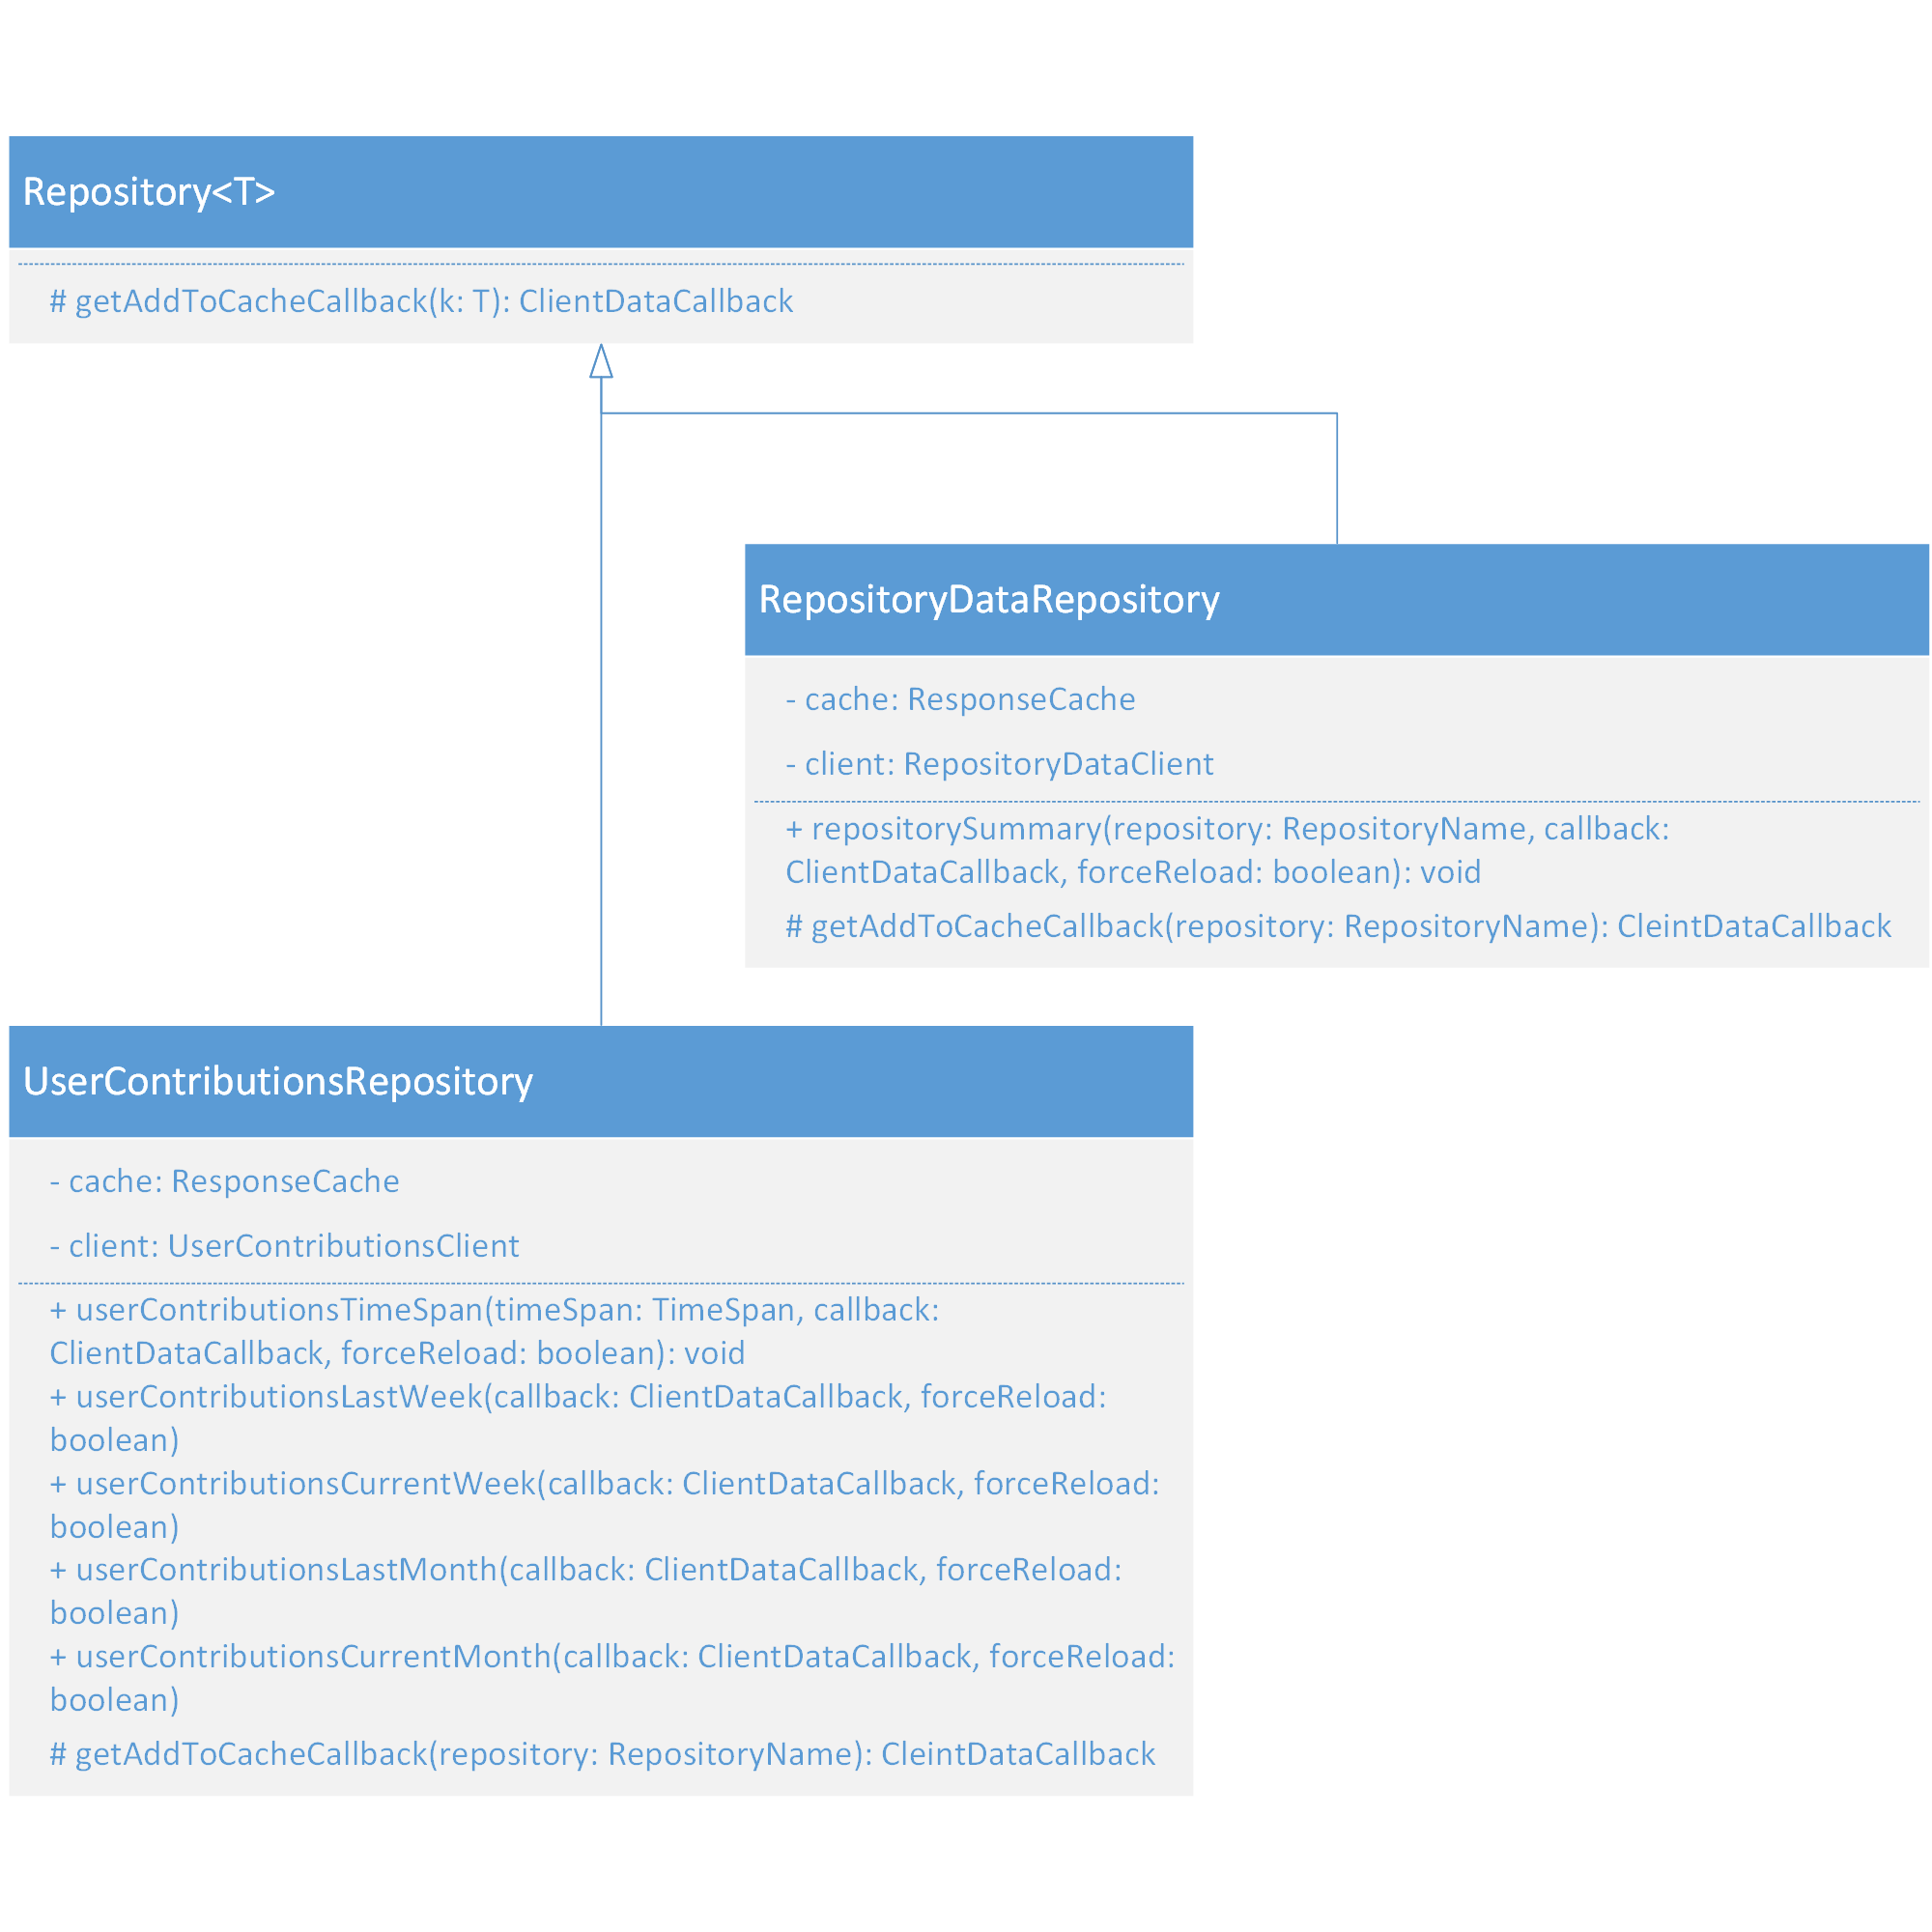 Repository<T>
# getAddToCacheCallback(k: T): ClientDataCallback
RepositoryDataRepository
- cache: ResponseCache
- client: RepositoryDataClient
+ repositorySummary(repository: RepositoryName, callback:
ClientDataCallback, forceReload: boolean): void
# getAddToCacheCallback(repository: RepositoryName): CleintDataCallback
UserContributionsRepository
- cache: ResponseCache
- client: UserContributionsClient
+ userContributionsTimeSpan(timeSpan: TimeSpan, callback:
ClientDataCallback, forceReload: boolean): void
+ userContributionsLastWeek(callback: ClientDataCallback, forceReload:
boolean)
+ userContributionsCurrentWeek(callback: ClientDataCallback, forceReload:
boolean)
+ userContributionsLastMonth(callback: ClientDataCallback, forceReload:
boolean)
+ userContributionsCurrentMonth(callback: ClientDataCallback, forceReload:
boolean)
# getAddToCacheCallback(repository: RepositoryName): CleintDataCallback